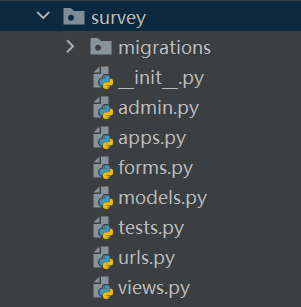 survey
migrations
__init__.py
admin.py
apps.py
forms.py
models.py
tests.py
urls.py
views.py